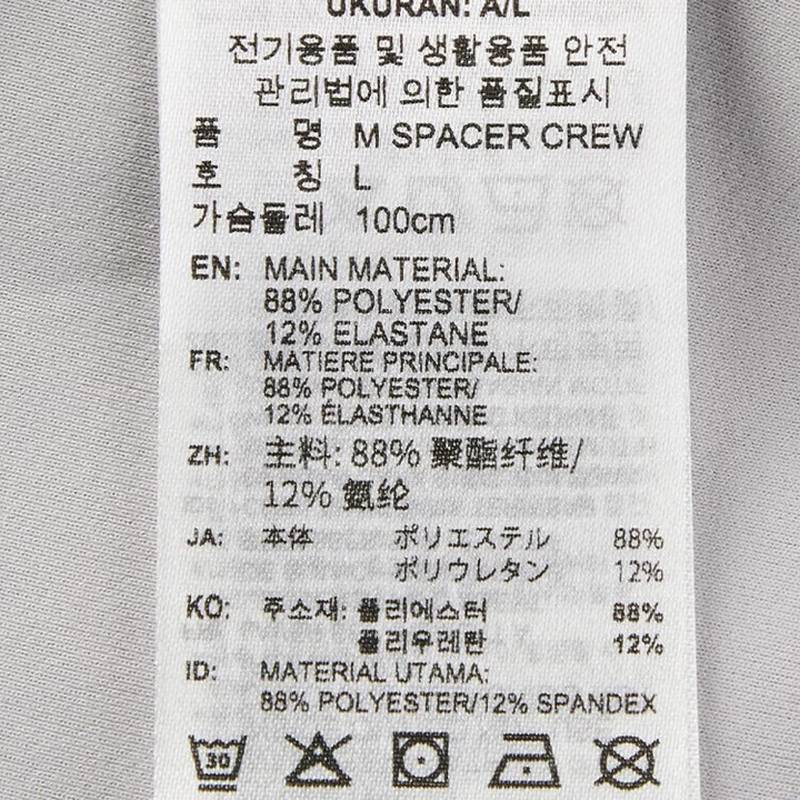 UKURAN: A/L
전기용품 및 생활용품 안전
관리법에 의한 품질표시
품 명 M SPACER CREW
호 칭 L
가슴둘레 100cm
EN: MAIN MATERIAL:
88% POLYESTER/
12% ELASTANE
FR: MATIERE PRINCIPALE:
88% POLYESTER/
12% ÉLASTHANNE
ZH: 主料: 88% 聚酯纤维/
12% 氨纶
JA: 本体 ポリエステル 88%
ポリウレタン 12%
KO: 주소재: 폴리에스터 88%
폴리우레탄 12%
ID: MATERIAL UTAMA:
88% POLYESTER/12% SPANDEX
30